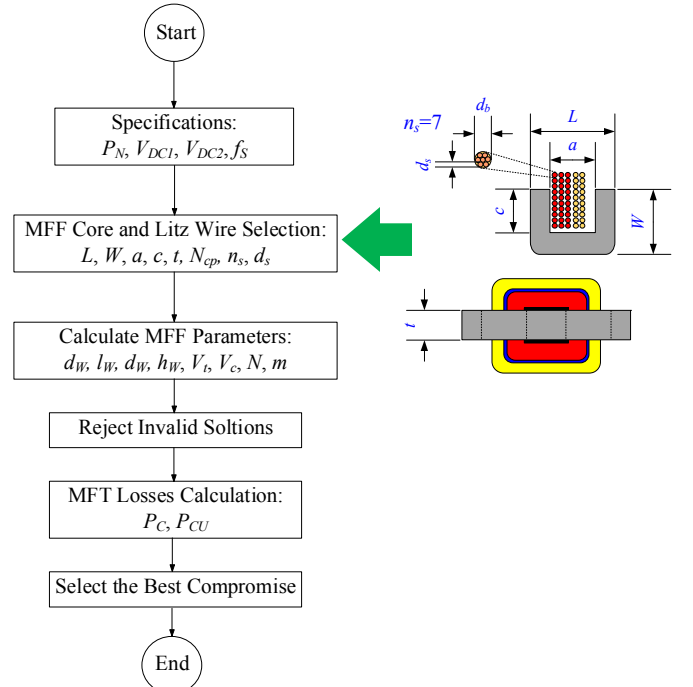 Start
Specifications:
P_N, V_DC1, V_DC2, f_S
MFF Core and Litz Wire Selection:
L, W, a, c, t, N_cp, n_s, d_s
Calculate MFF Parameters:
d_W, l_W, d_W, h_W, V_t, V_c, N, m
Reject Invalid Soltions
MFT Losses Calculation:
P_C, P_CU
Select the Best Compromise
End
d_b
n_s=7
L
a
d_s
c
W
t